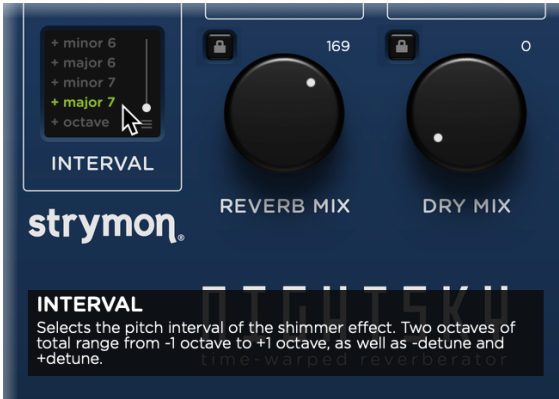 + minor 6
+ major 6
+ minor 7
+ major 7
+ octave
INTERVAL
169
REVERB MIX
0
DRY MIX
strymon®
NIGHTSKY
INTERVAL
Selects the pitch interval of the shimmer effect. Two octaves of
total range from -1 octave to +1 octave, as well as -detune and
+detune.
time-warped reverberator